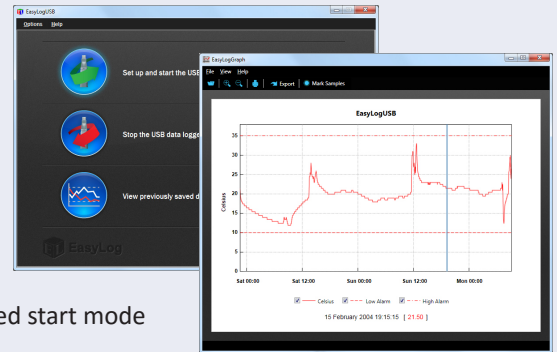 EasyLogUSB
Options Help
Set up and start the USB
Stop the USB data logge
View previously saved d
EasyLog
EasyLogGraph
File View Help
Export Mark Samples
EasyLogUSB
Celsius
35
30
25
20
15
10
5
0
Sat 00:00 Sat 12:00 Sun 00:00 Sun 12:00 Mon 00:00
Celsius Low Alarm High Alarm
15 February 2004 19:15:15 [ 21.50 ]
ed start mode